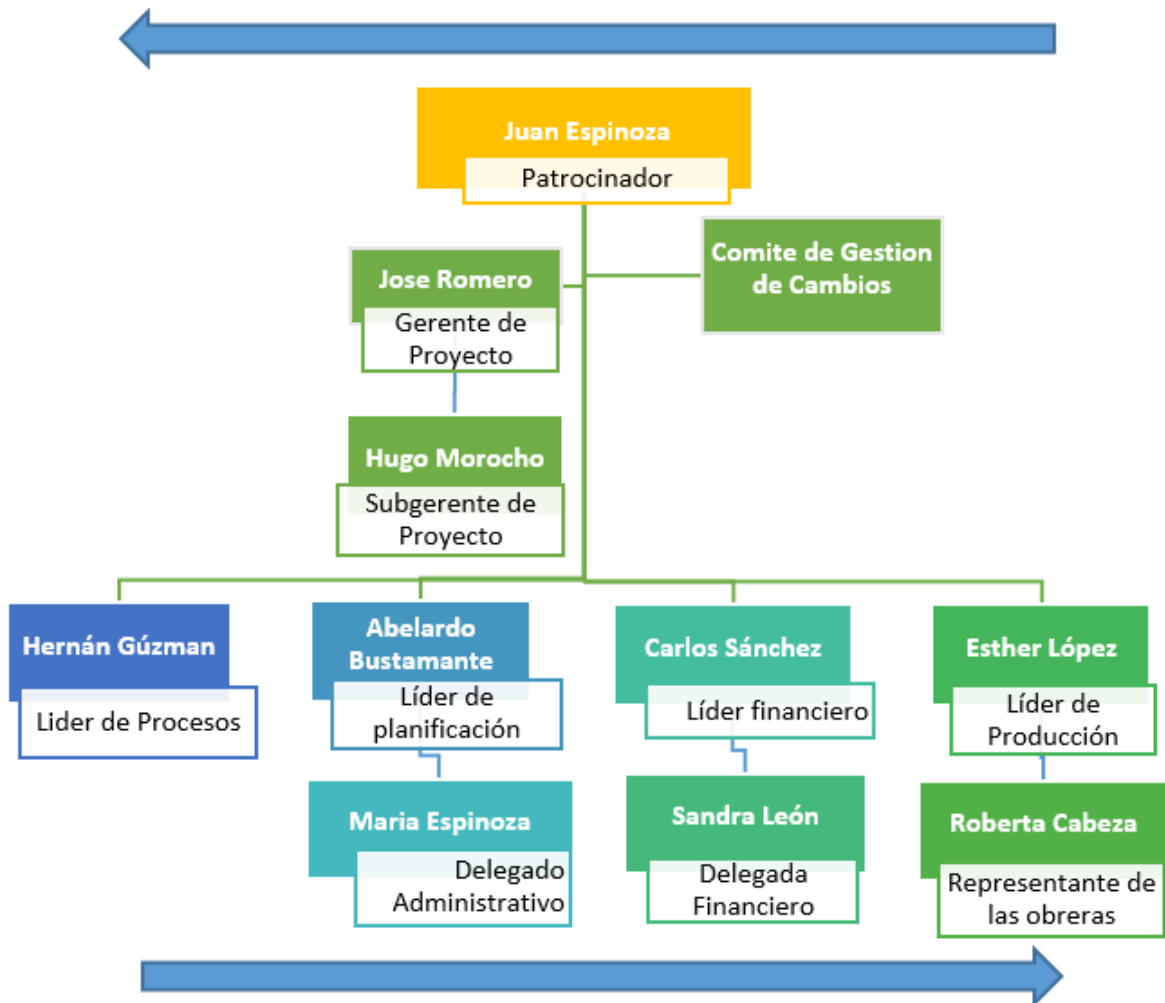 Juan Espinoza
Patrocinador
Comite de Gestion
de Cambios
Jose Romero
Gerente de
Proyecto
Hugo Morocho
Subgerente de
Proyecto
Hernán Gúzman
Lider de Procesos
Abelardo
Bustamante
Líder de
planificación
Carlos Sánchez
Líder financiero
Esther López
Líder de
Producción
Maria Espinoza
Delegado
Administrativo
Sandra León
Delegada
Financiero
Roberta Cabeza
Representante de
las obreras